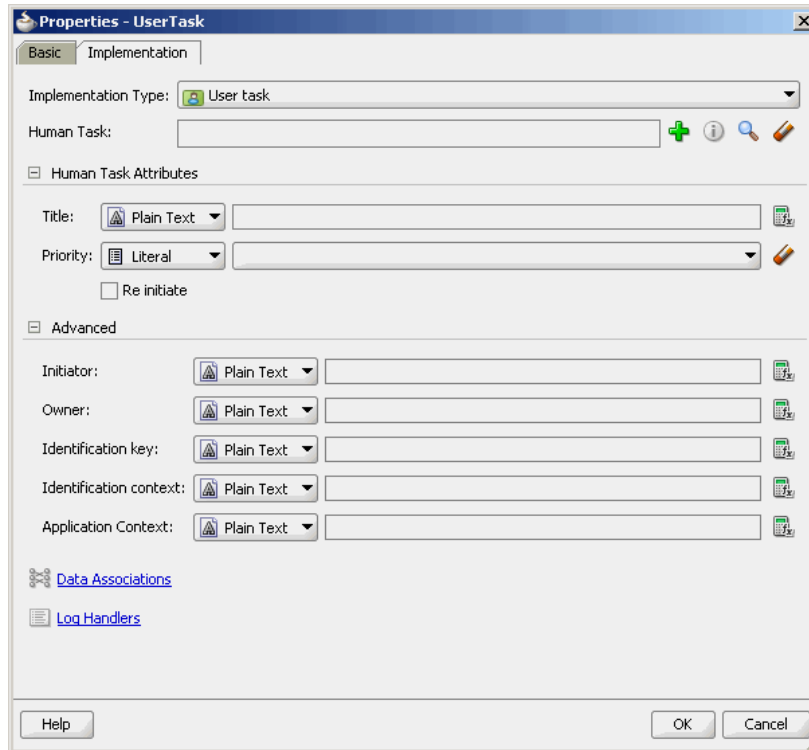 Properties - UserTask
Basic Implementation
Implementation Type: User task
Human Task:
Human Task Attributes
Title: Plain Text
Priority: Literal
Re initiate
Advanced
Initiator: Plain Text
Owner: Plain Text
Identification key: Plain Text
Identification context: Plain Text
Application Context: Plain Text
Data Associations
Log Handlers
Help OK Cancel